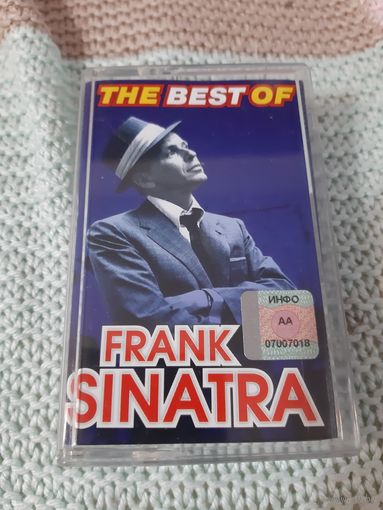 THE BEST OF
FRANK
SINATRA
ИНФО
АА
07007018